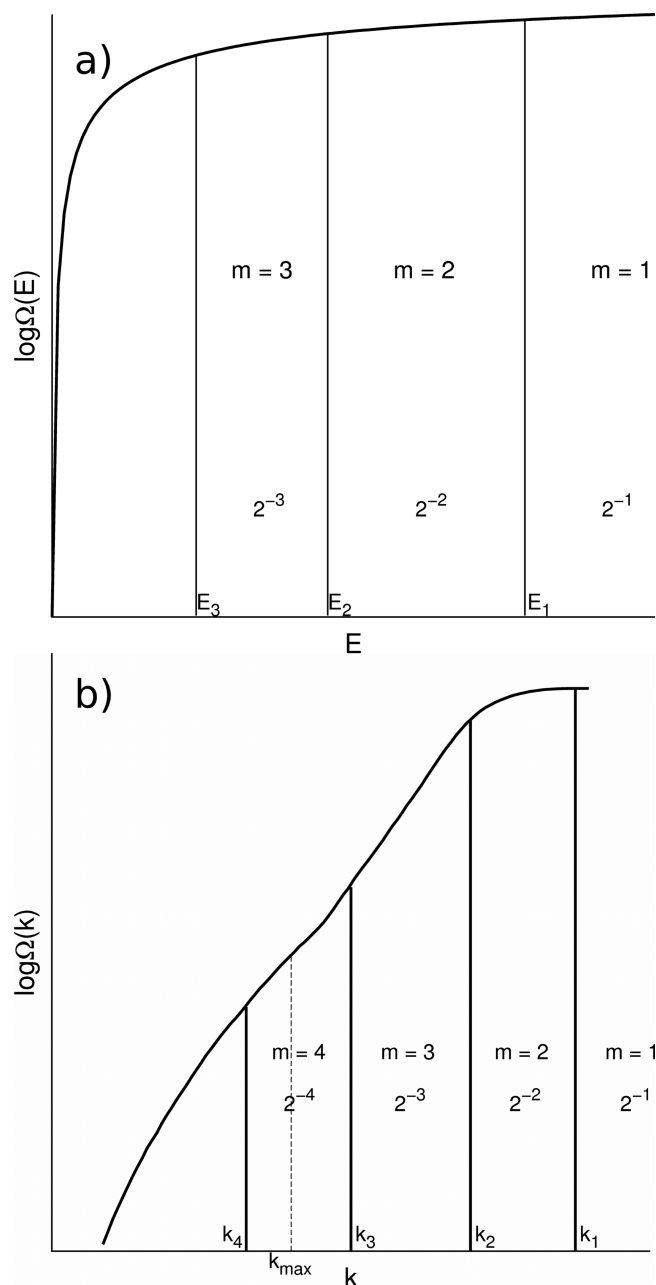 a)
logΩ(E)
m = 3 m = 2 m = 1
2⁻³ 2⁻² 2⁻¹
E₃ E₂ E₁
E
b)
logΩ(k)
m = 4 m = 3 m = 2 m = 1
2⁻⁴ 2⁻³ 2⁻² 2⁻¹
k₄ k₃ k₂ k₁
kₘₐₓ
k